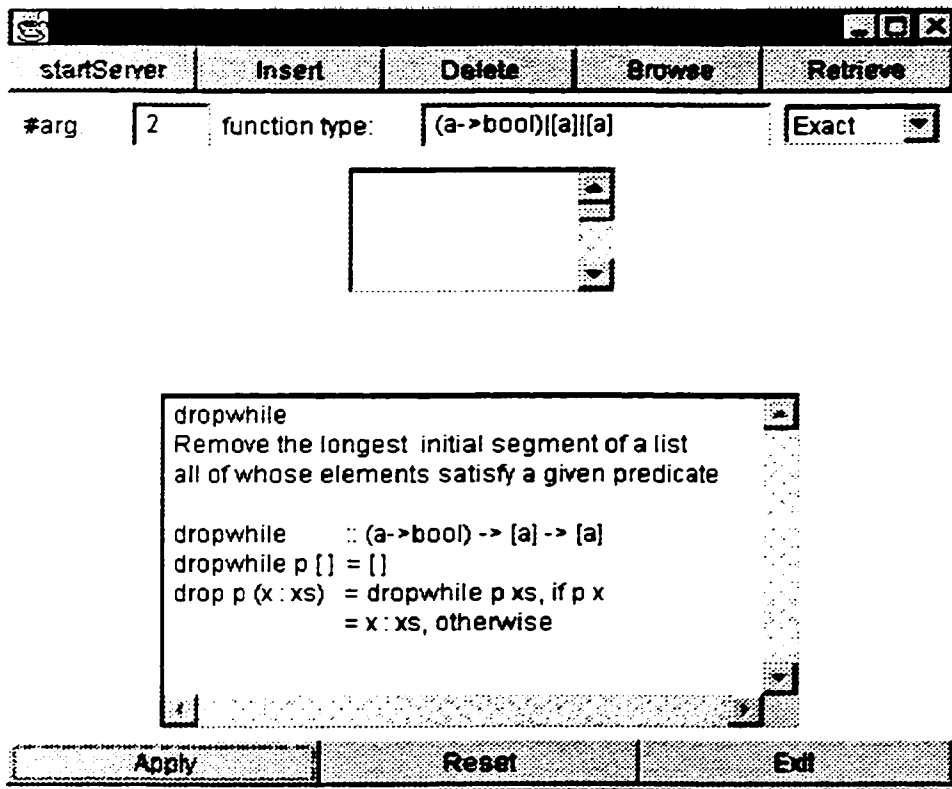 startServer Insert Delete Browse Retrieve
#arg. 2 function type: (a->bool)|[a]|[a] Exact
dropwhile
Remove the longest initial segment of a list
all of whose elements satisfy a given predicate
dropwhile :: (a->bool) -> [a] -> [a]
dropwhile p [ ] = [ ]
drop p (x : xs) = dropwhile p xs, if p x
= x : xs, otherwise
Apply Reset Exit